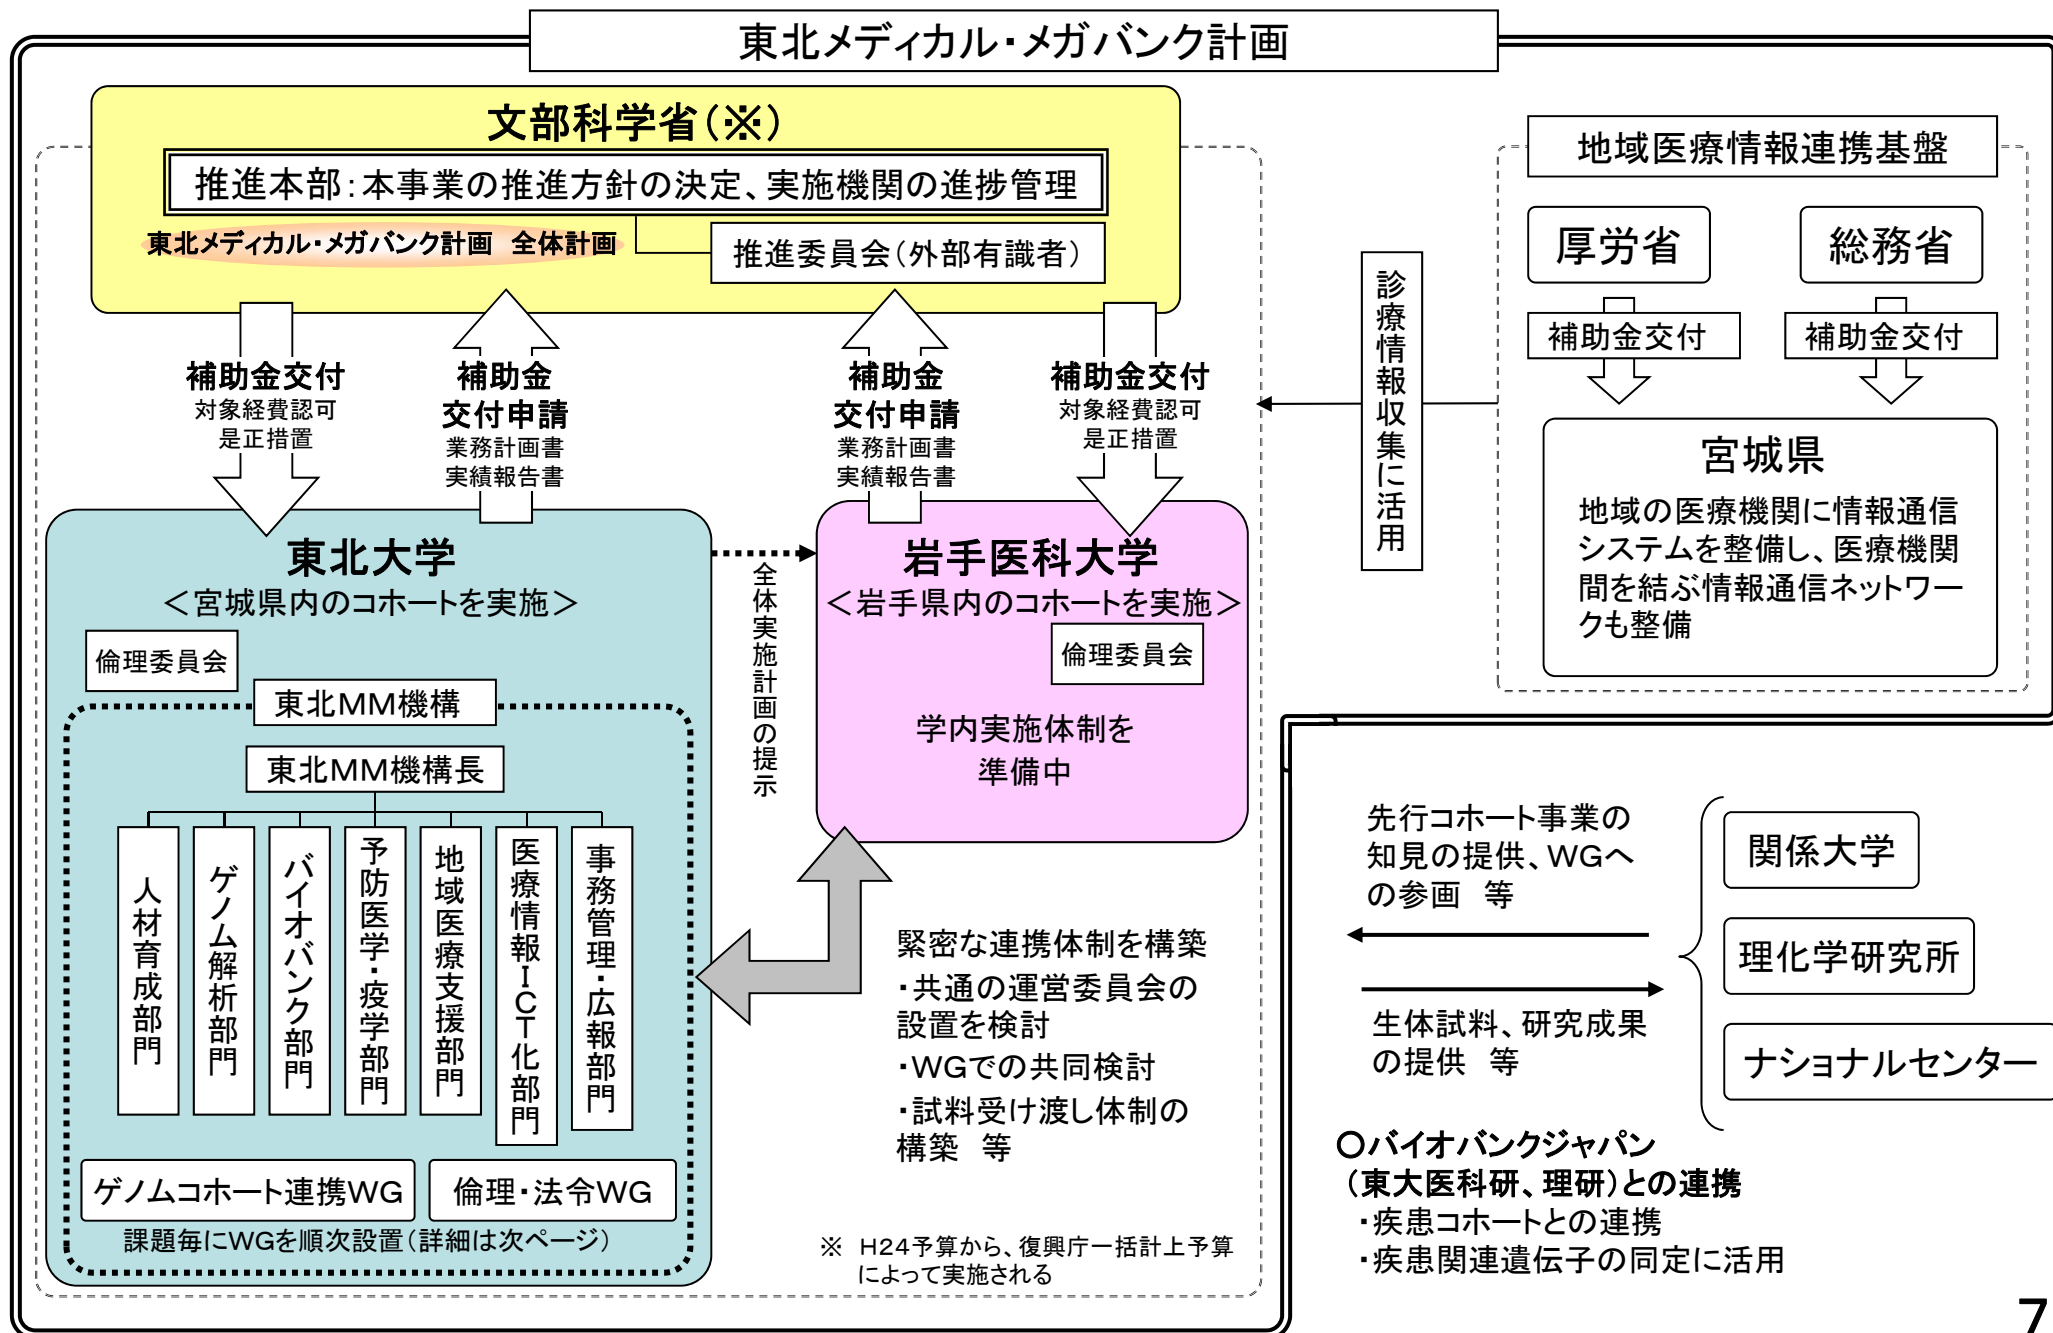 東北メディカル・メガバンク計画
文部科学省(※)
推進本部：本事業の推進方針の決定、実施機関の進捗管理
東北メディカル・メガバンク計画　全体計画
推進委員会（外部有識者）
補助金交付
対象経費認可
是正措置
補助金
交付申請
業務計画書
実績報告書
補助金
交付申請
業務計画書
実績報告書
補助金交付
対象経費認可
是正措置
東北大学
＜宮城県内のコホートを実施＞
倫理委員会
東北ＭＭ機構
東北ＭＭ機構長
人材育成部門
ゲノム解析部門
バイオバンク部門
予防医学・疫学部門
地域医療支援部門
医療情報ＩＣＴ化部門
事務管理・広報部門
ゲノムコホート連携ＷＧ
倫理・法令ＷＧ
課題毎にＷＧを順次設置（詳細は次ページ）
全体実施計画の提示
岩手医科大学
＜岩手県内のコホートを実施＞
倫理委員会
学内実施体制を
準備中
緊密な連携体制を構築
・共通の運営委員会の
設置を検討
・ＷＧでの共同検討
・試料受け渡し体制の
構築　等
※　Ｈ２４予算から、復興庁一括計上予算
によって実施される
診療情報収集に活用
地域医療情報連携基盤
厚労省
総務省
補助金交付
補助金交付
宮城県
地域の医療機関に情報通信
システムを整備し、医療機関
間を結ぶ情報通信ネットワー
クも整備
先行コホート事業の
知見の提供、ＷＧへ
の参画　等
生体試料、研究成果
の提供　等
関係大学
理化学研究所
ナショナルセンター
○バイオバンクジャパン
（東大医科研、理研）との連携
・疾患コホートとの連携
・疾患関連遺伝子の同定に活用
7